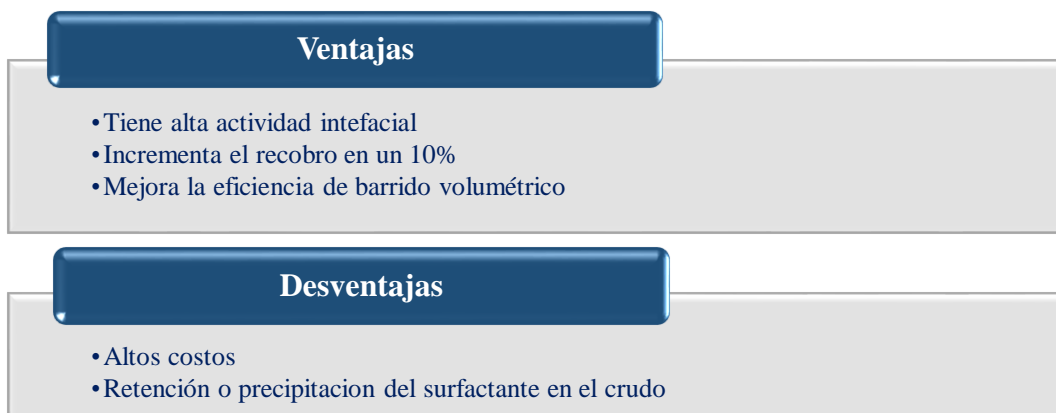 Ventajas
•Tiene alta actividad intefacial
•Incrementa el recobro en un 10%
•Mejora la eficiencia de barrido volumétrico
Desventajas
•Altos costos
•Retención o precipitacion del surfactante en el crudo